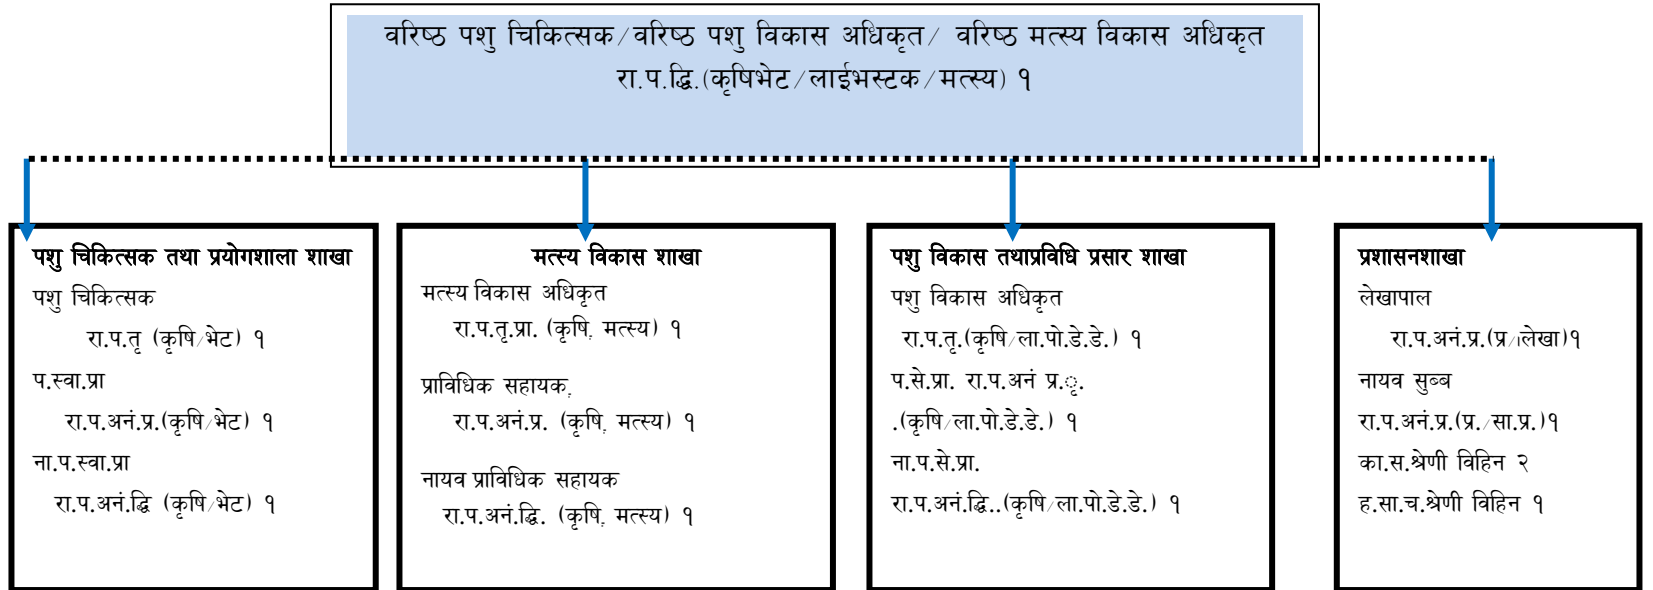 वरिष्ठ पशु चिकित्सक/वरिष्ठ पशु विकास अधिकृत/ वरिष्ठ मत्स्य विकास अधिकृत
रा.प.द्धि.(कृषिभेट/लाईभस्टक/मत्स्य) १
पशु चिकित्सक तथा प्रयोगशाला शाखा
पशु चिकित्सक
रा.प.तृ (कृषि/भेट) १
प.स्वा.प्रा
रा.प.अनं.प्र.(कृषि/भेट) १
ना.प.स्वा.प्रा
रा.प.अनं.द्धि (कृषि/भेट) १
मत्स्य विकास शाखा
मत्स्य विकास अधिकृत
रा.प.तृ.प्रा. (कृषि, मत्स्य) १
प्राविधिक सहायक,
रा.प.अनं.प्र. (कृषि, मत्स्य) १
नायव प्राविधिक सहायक
रा.प.अनं.द्धि. (कृषि, मत्स्य) १
पशु विकास तथाप्रविधि प्रसार शाखा
पशु विकास अधिकृत
रा.प.तृ.(कृषि/ला.पो.डे.डे.) १
प.से.प्रा. रा.प.अनं प्र.ृ.
.(कृषि/ला.पो.डे.डे.) १
ना.प.से.प्रा.
रा.प.अनं.द्धि..(कृषि/ला.पो.डे.डे.) १
प्रशासनशाखा
लेखापाल
रा.प.अनं.प्र.(प्र/।लेखा)१
नायव सुब्ब
रा.प.अनं.प्र.(प्र./सा.प्र.)१
का.स.श्रेणी विहिन २
ह.सा.च.श्रेणी विहिन १